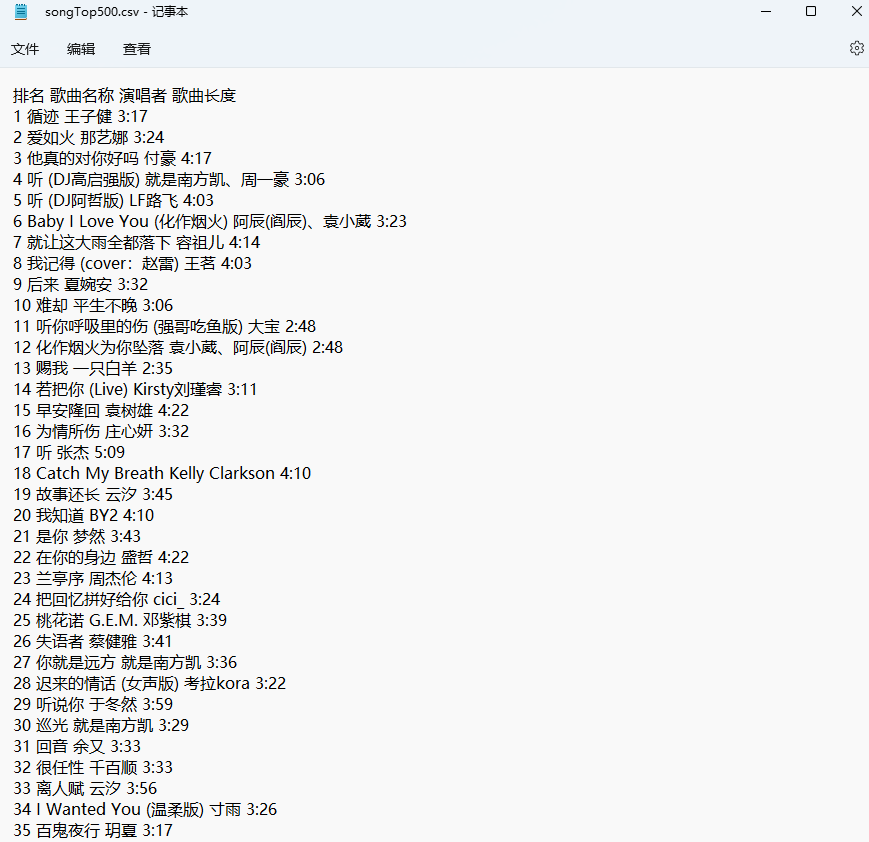 songTop500.csv - 记事本
文件 编辑 查看
排名 歌曲名称 演唱者 歌曲长度
1 循迹 王子健 3:17
2 爱如火 那艺娜 3:24
3 他真的对你好吗 付豪 4:17
4 听 (DJ高启强版) 就是南方凯、周一豪 3:06
5 听 (DJ阿哲版) LF路飞 4:03
6 Baby I Love You (化作烟火) 阿辰(阎辰)、袁小葳 3:23
7 就让这大雨全都落下 容祖儿 4:14
8 我记得 (cover：赵雷) 王茗 4:03
9 后来 夏婉安 3:32
10 难却 平生不晚 3:06
11 听你呼吸里的伤 (强哥吃鱼版) 大宝 2:48
12 化作烟火为你坠落 袁小葳、阿辰(阎辰) 2:48
13 赐我 一只白羊 2:35
14 若把你 (Live) Kirsty刘瑾睿 3:11
15 早安隆回 袁树雄 4:22
16 为情所伤 庄心妍 3:32
17 听 张杰 5:09
18 Catch My Breath Kelly Clarkson 4:10
19 故事还长 云汐 3:45
20 我知道 BY2 4:10
21 是你 梦然 3:43
22 在你的身边 盛哲 4:22
23 兰亭序 周杰伦 4:13
24 把回忆拼好给你 cici_ 3:24
25 桃花诺 G.E.M. 邓紫棋 3:39
26 失语者 蔡健雅 3:41
27 你就是远方 就是南方凯 3:36
28 迟来的情话 (女声版) 考拉kora 3:22
29 听说你 于冬然 3:59
30 巡光 就是南方凯 3:29
31 回音 余又 3:33
32 很任性 千百顺 3:33
33 离人赋 云汐 3:56
34 I Wanted You (温柔版) 寸雨 3:26
35 百鬼夜行 玥夏 3:17